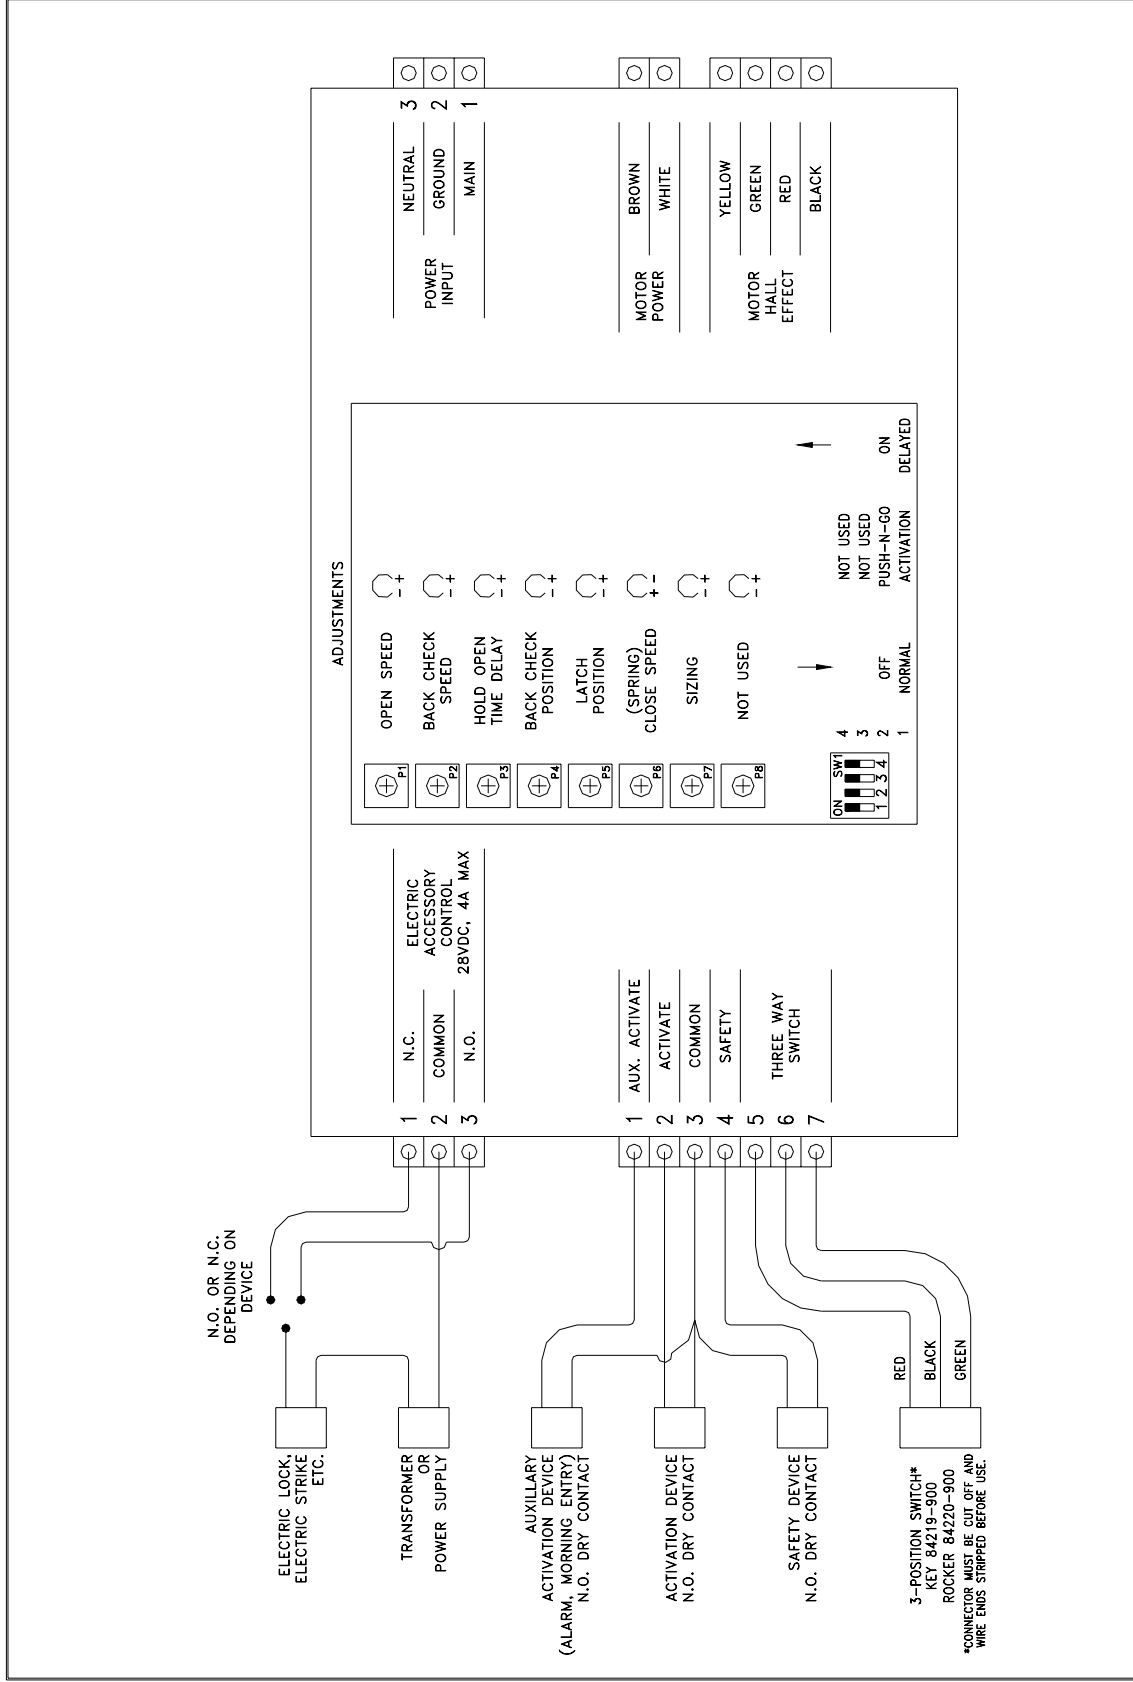 N.O. OR N.C.
DEPENDING ON
DEVICE
ELECTRIC LOCK,
ELECTRIC STRIKE
ETC.
TRANSFORMER
OR
POWER SUPPLY
AUXILLARY
ACTIVATION DEVICE
(ALARM, MORNING ENTRY)
N.O. DRY CONTACT
ACTIVATION DEVICE
N.O. DRY CONTACT
SAFETY DEVICE
N.O. DRY CONTACT
3-POSITION SWITCH*
KEY 84219-900
ROCKER 84220-900
*CONNECTOR MUST BE CUT OFF AND
WIRE ENDS STRIPPED BEFORE USE.
RED
BLACK
GREEN
1 N.C.
2 COMMON
3 N.O.
ELECTRIC
ACCESSORY
CONTROL
28VDC, 4A MAX
1 AUX. ACTIVATE
2 ACTIVATE
3 COMMON
4 SAFETY
5
6
7
THREE WAY
SWITCH
ADJUSTMENTS
P1 OPEN SPEED - +
P2 BACK CHECK
SPEED - +
P3 HOLD OPEN
TIME DELAY - +
P4 BACK CHECK
POSITION - +
P5 LATCH
POSITION - +
P6 (SPRING)
CLOSE SPEED + -
P7 SIZING - +
P8 NOT USED - +
ON SW1
1 2 3 4
4 NOT USED
3 NOT USED
2 OFF PUSH-N-GO ON
1 NORMAL ACTIVATION DELAYED
POWER
INPUT
NEUTRAL 3
GROUND 2
MAIN 1
MOTOR
POWER
BROWN
WHITE
MOTOR
HALL
EFFECT
YELLOW
GREEN
RED
BLACK